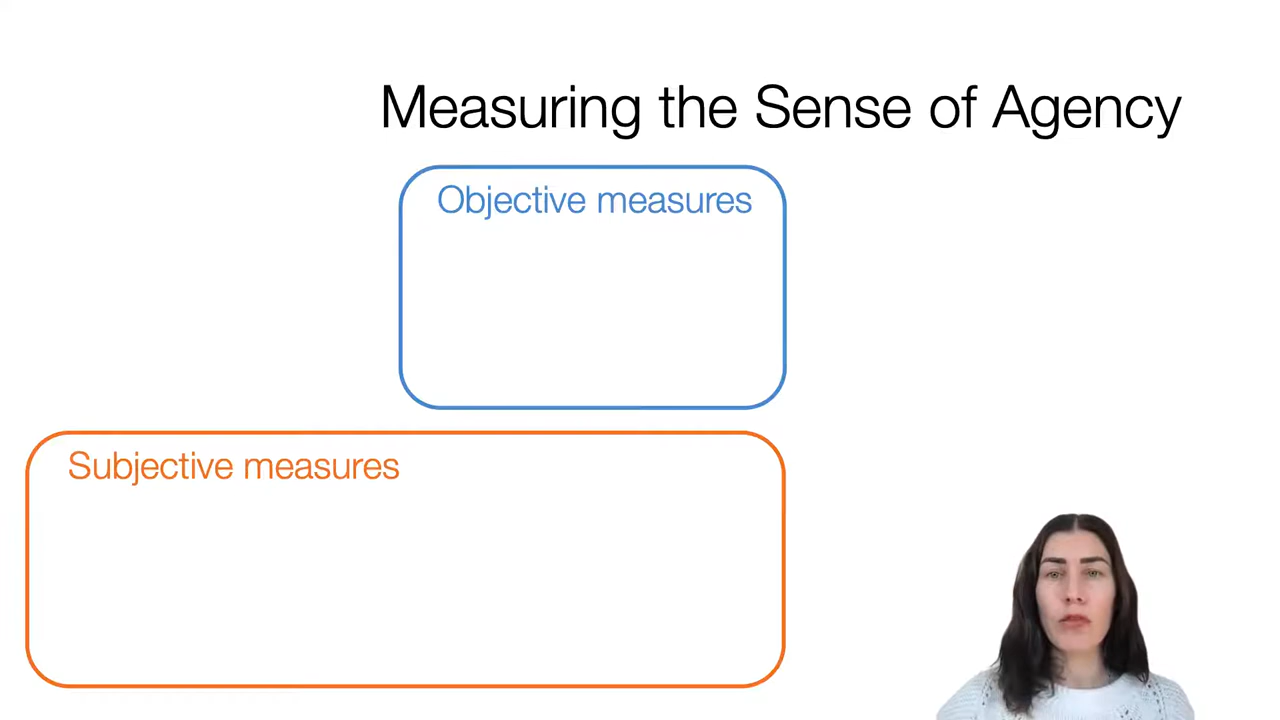 Measuring the Sense of Agency
Objective measures
Subjective measures